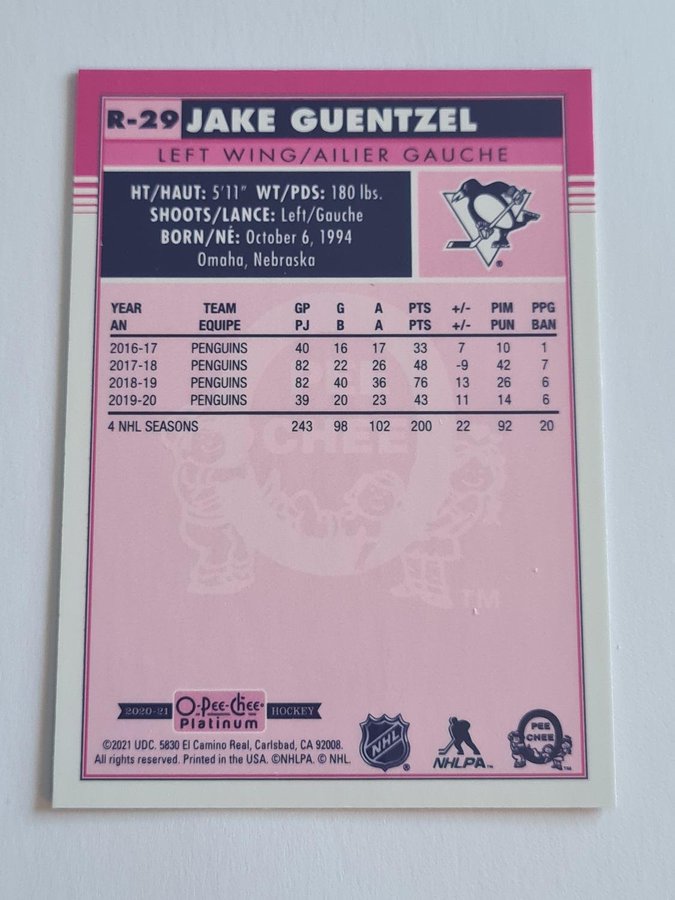 R-29 JAKE GUENTZEL
LEFT WING/AILIER GAUCHE
HT/HAUT: 5'11" WT/PDS: 180 lbs.
SHOOTS/LANCE: Left/Gauche
BORN/NÉ: October 6, 1994
Omaha, Nebraska
®
YEAR TEAM GP G A PTS +/- PIM PPG
AN EQUIPE PJ B A PTS +/- PUN BAN
2016-17 PENGUINS 40 16 17 33 7 10 1
2017-18 PENGUINS 82 22 26 48 -9 42 7
2018-19 PENGUINS 82 40 36 76 13 26 6
2019-20 PENGUINS 39 20 23 43 11 14 6
4 NHL SEASONS 243 98 102 200 22 92 20
PEE
CHEE
TM
2020-21 O-Pee-Chee® Platinum HOCKEY
©2021 UDC. 5830 El Camino Real, Carlsbad, CA 92008.
All rights reserved. Printed in the USA. ©NHLPA. © NHL.
NHL ®
NHLPA™
PEE CHEE ™